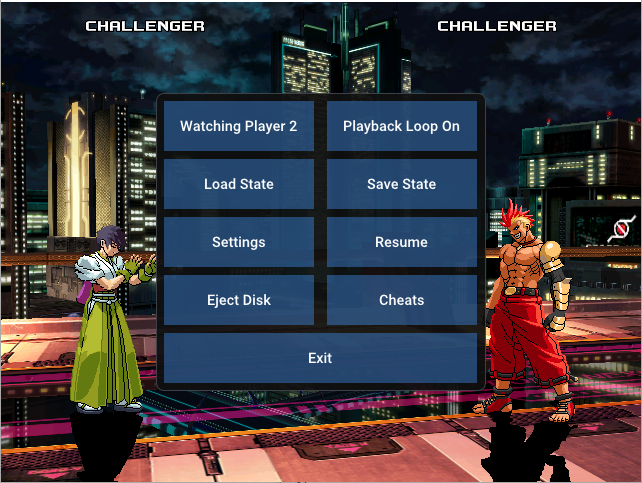 CHALLENGER
CHALLENGER
Watching Player 2
Playback Loop On
Load State
Save State
Settings
Resume
Eject Disk
Cheats
Exit